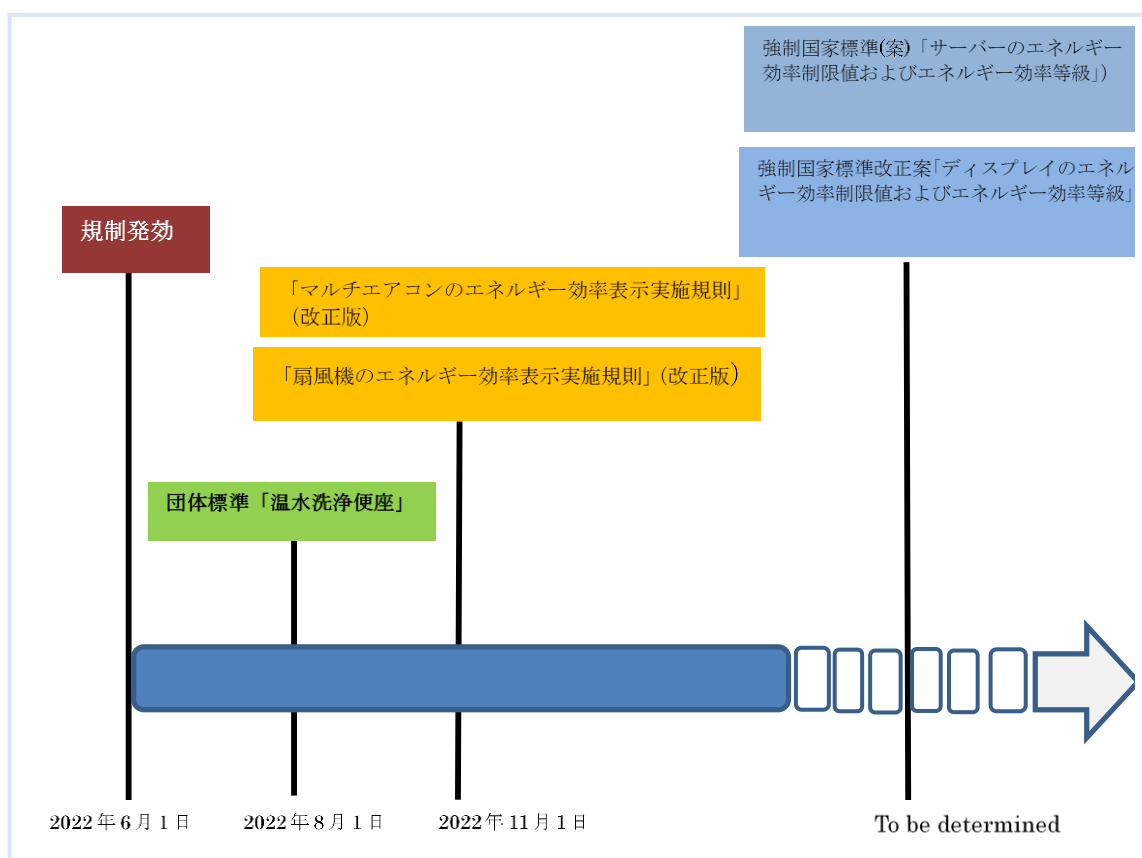 強制国家標準(案)「サーバーのエネルギー
効率制限値およびエネルギー効率等級」)
強制国家標準改正案「ディスプレイのエネル
ギー効率制限値およびエネルギー効率等級」
規制発効
「マルチエアコンのエネルギー効率表示実施規則」
(改正版)
「扇風機のエネルギー効率表示実施規則」(改正版)
団体標準「温水洗浄便座」
2022年6月1日
2022年8月1日
2022年11月1日
To be determined